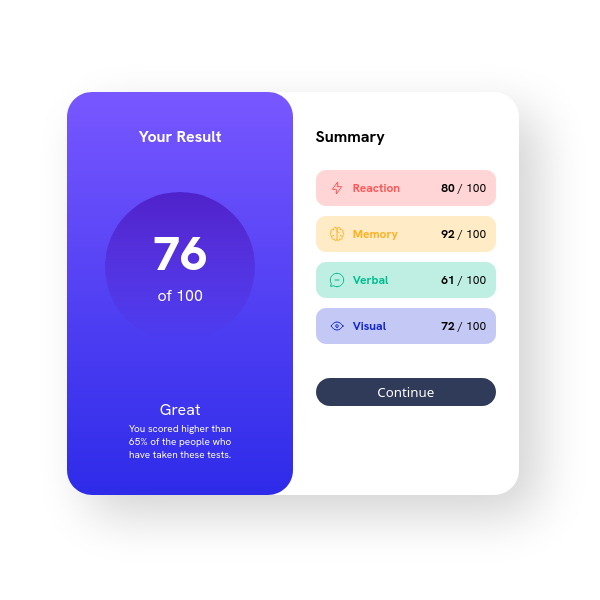 Your Result
76
of 100
Great
You scored higher than
65% of the people who
have taken these tests.
Summary
Reaction 80 / 100
Memory 92 / 100
Verbal 61 / 100
Visual 72 / 100
Continue